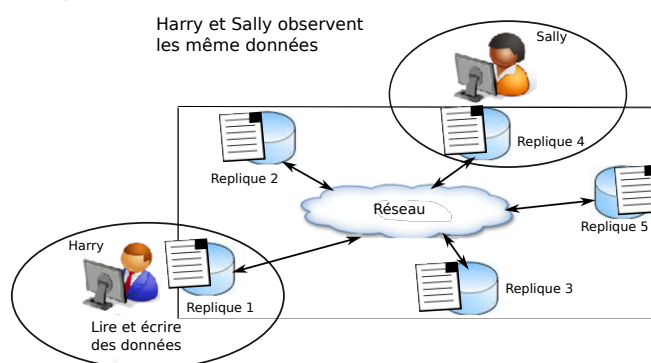 Harry et Sally observent
les même données
Sally
Replique 4
Replique 2
Réseau
Replique 5
Harry
Replique 3
Replique 1
Lire et écrire
des données